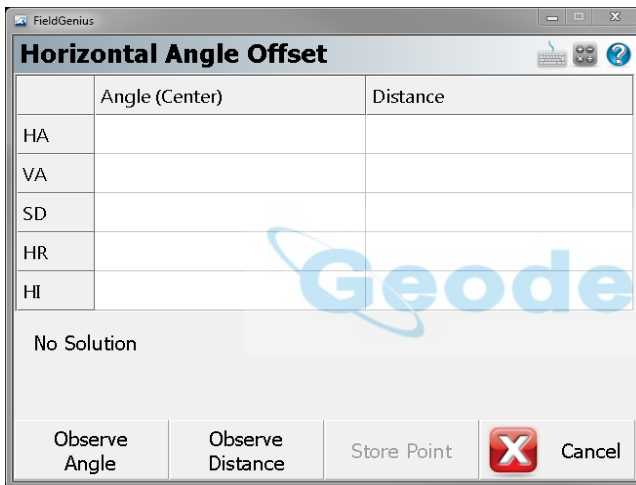 FieldGenius
Horizontal Angle Offset
Angle (Center) Distance
HA
VA
SD
HR
HI
Geode
No Solution
Observe Angle
Observe Distance
Store Point
Cancel